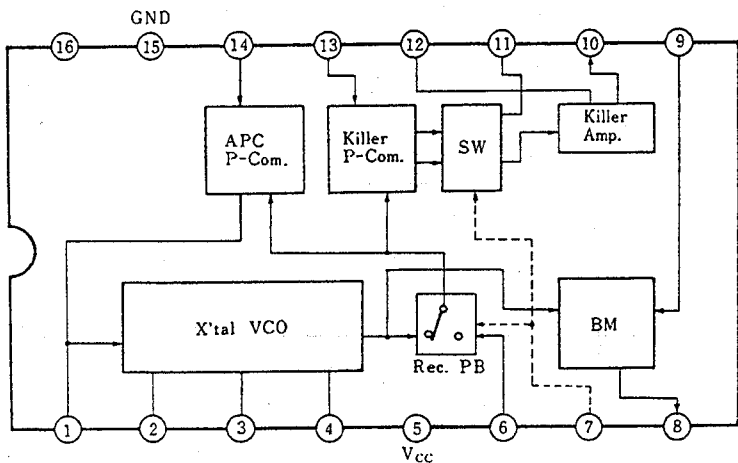 GND
16 15 14 13 12 11 10 9
APC
P-Com.
Killer
P-Com.
SW
Killer
Amp.
X'tal VCO
Rec. PB
BM
1 2 3 4 5 6 7 8
Vcc